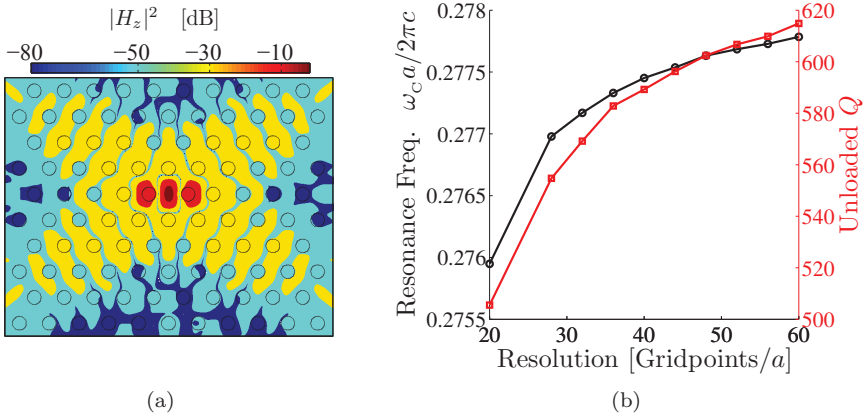 |H_z|² [dB]
−80 −50 −30 −10
(a)
(b)
Resonance Freq. ω_C a/2πc
0.278
0.2775
0.277
0.2765
0.276
0.2755
20 30 40 50 60
Resolution [Gridpoints/a]
620
600
580
560
540
520
500
Unloaded Q